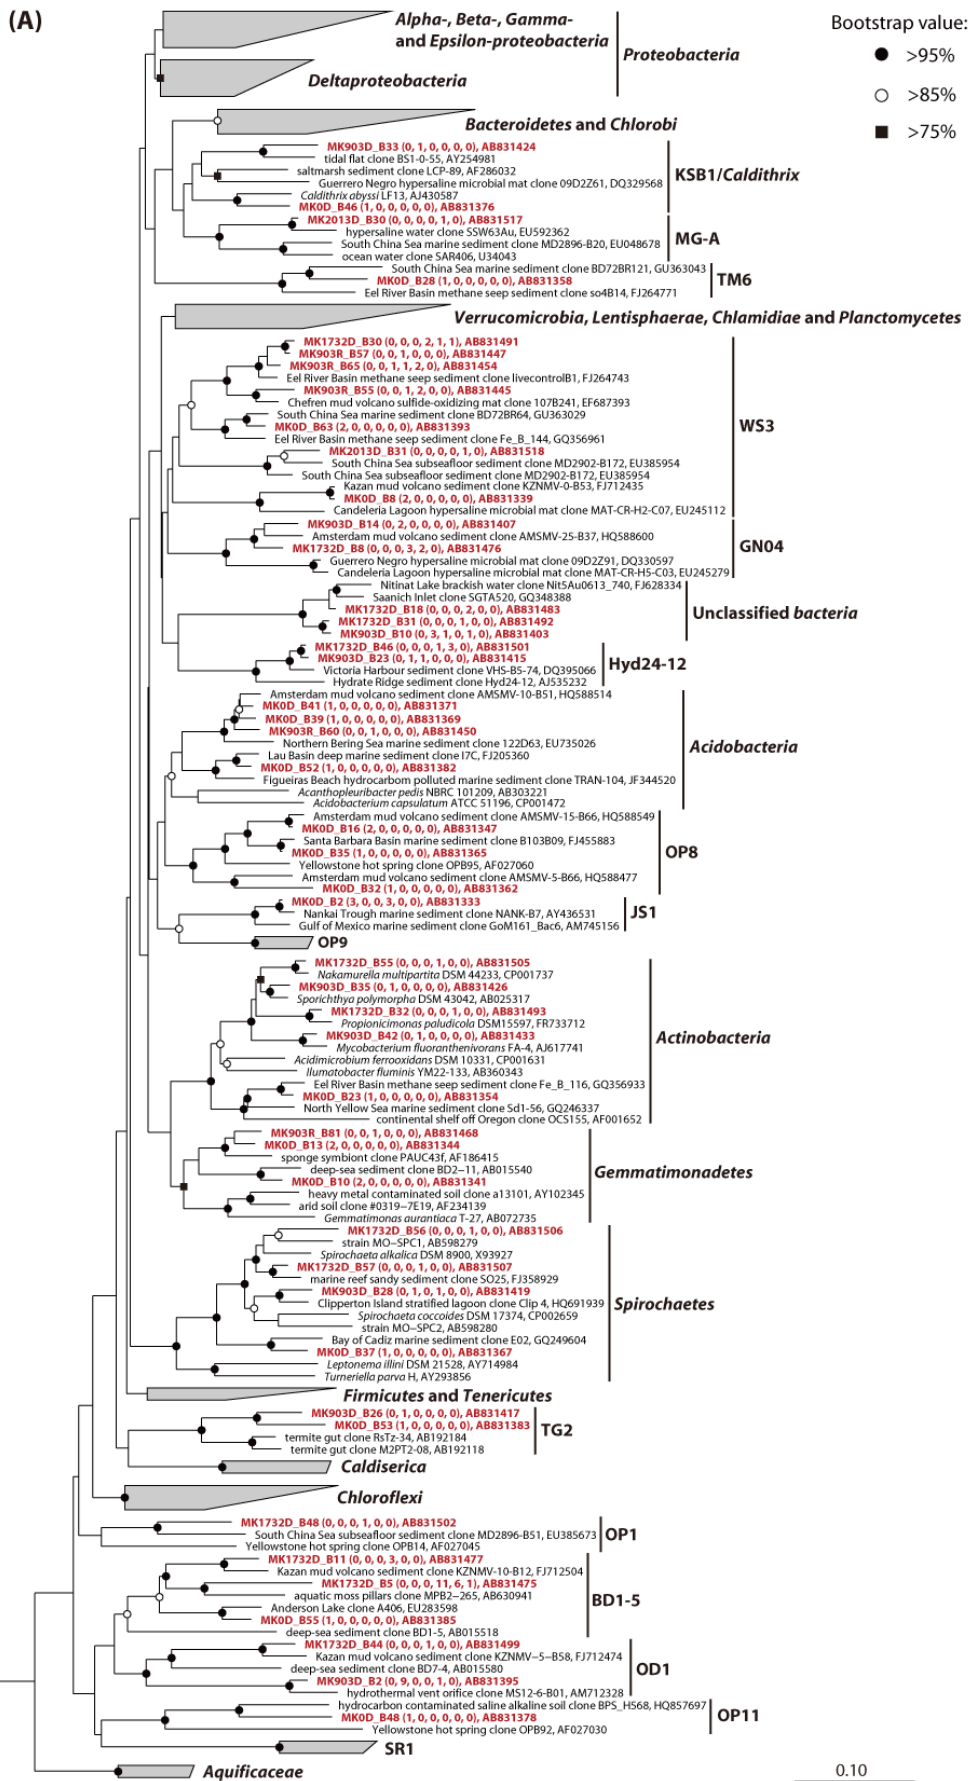 (A)
Alpha-, Beta-, Gamma-
and Epsilon-proteobacteria
Proteobacteria
Deltaproteobacteria
Bootstrap value:
>95%
>85%
>75%
Bacteroidetes and Chlorobi
MK903D_B33 (0, 1, 0, 0, 0, 0), AB831424
tidal flat clone BS1-0-55, AY254981
saltmarsh sediment clone LCP-89, AF286032
Guerrero Negro hypersaline microbial mat clone 09D2Z61, DQ329568
Caldithrix abyssi LF13, AJ430587
MK0D_B46 (1, 0, 0, 0, 0, 0), AB831376
KSB1/Caldithrix
MK2013D_B30 (0, 0, 0, 0, 1, 0), AB831517
hypersaline water clone SSW63Au, EU592362
South China Sea marine sediment clone MD2896-B20, EU048678
ocean water clone SAR406, U34043
MG-A
South China Sea marine sediment clone BD72BR121, GU363043
MK0D_B28 (1, 0, 0, 0, 0, 0), AB831358
Eel River Basin methane seep sediment clone so4B14, FJ264771
TM6
Verrucomicrobia, Lentisphaerae, Chlamidiae and Planctomycetes
MK1732D_B30 (0, 0, 0, 2, 1, 1), AB831491
MK903R_B57 (0, 0, 1, 0, 0, 0), AB831447
MK903R_B65 (0, 0, 1, 1, 2, 0), AB831454
Eel River Basin methane seep sediment clone livecontrolB1, FJ264743
MK903R_B55 (0, 0, 1, 2, 0, 0), AB831445
Chefren mud volcano sulfide-oxidizing mat clone 107B241, EF687393
South China Sea marine sediment clone BD72BR64, GU363029
MK0D_B63 (2, 0, 0, 0, 0, 0), AB831393
Eel River Basin methane seep sediment clone Fe_B_144, GQ356961
MK2013D_B31 (0, 0, 0, 0, 1, 0), AB831518
South China Sea subseafloor sediment clone MD2902-B172, EU385954
South China Sea subseafloor sediment clone MD2902-B172, EU385954
Kazan mud volcano sediment clone KZNMV-0-B53, FJ712435
MK0D_B8 (2, 0, 0, 0, 0, 0), AB831339
Candeleria Lagoon hypersaline microbial mat clone MAT-CR-H2-C07, EU245112
WS3
MK903D_B14 (0, 2, 0, 0, 0, 0), AB831407
Amsterdam mud volcano sediment clone AMSMV-25-B37, HQ588600
MK1732D_B8 (0, 0, 0, 3, 2, 0), AB831476
Guerrero Negro hypersaline microbial mat clone 09D2Z91, DQ330597
Candeleria Lagoon hypersaline microbial mat clone MAT-CR-H5-C03, EU245279
GN04
Nitinat Lake brackish water clone Nit5Au0613_740, FJ628334
Saanich Inlet clone SGTA520, GQ348388
MK1732D_B18 (0, 0, 0, 2, 0, 0), AB831483
MK1732D_B31 (0, 0, 0, 1, 0, 0), AB831492
MK903D_B10 (0, 3, 1, 0, 1, 0), AB831403
Unclassified bacteria
MK1732D_B46 (0, 0, 0, 1, 3, 0), AB831501
MK903D_B23 (0, 1, 1, 0, 0, 0), AB831415
Victoria Harbour sediment clone VHS-B5-74, DQ395066
Hydrate Ridge sediment clone Hyd24-12, AJ535232
Hyd24-12
Amsterdam mud volcano sediment clone AMSMV-10-B51, HQ588514
MK0D_B41 (1, 0, 0, 0, 0, 0), AB831371
MK0D_B39 (1, 0, 0, 0, 0, 0), AB831369
MK903R_B60 (0, 0, 1, 0, 0, 0), AB831450
Northern Bering Sea marine sediment clone 122D63, EU735026
Lau Basin deep marine sediment clone I7C, FJ205360
MK0D_B52 (1, 0, 0, 0, 0, 0), AB831382
Figueiras Beach hydrocarbom polluted marine sediment clone TRAN-104, JF344520
Acanthopleuribacter pedis NBRC 101209, AB303221
Acidobacterium capsulatum ATCC 51196, CP001472
Acidobacteria
Amsterdam mud volcano sediment clone AMSMV-15-B66, HQ588549
MK0D_B16 (2, 0, 0, 0, 0, 0), AB831347
Santa Barbara Basin marine sediment clone B103B09, FJ455883
MK0D_B35 (1, 0, 0, 0, 0, 0), AB831365
Yellowstone hot spring clone OPB95, AF027060
Amsterdam mud volcano sediment clone AMSMV-5-B66, HQ588477
MK0D_B32 (1, 0, 0, 0, 0, 0), AB831362
OP8
MK0D_B2 (3, 0, 0, 3, 0, 0), AB831333
Nankai Trough marine sediment clone NANK-B7, AY436531
Gulf of Mexico marine sediment clone GoM161_Bac6, AM745156
JS1
OP9
MK1732D_B55 (0, 0, 0, 1, 0, 0), AB831505
Nakamurella multipartita DSM 44233, CP001737
MK903D_B35 (0, 1, 0, 0, 0, 0), AB831426
Sporichthya polymorpha DSM 43042, AB025317
MK1732D_B32 (0, 0, 0, 1, 0, 0), AB831493
Propionicimonas paludicola DSM15597, FR733712
MK903D_B42 (0, 1, 0, 0, 0, 0), AB831433
Mycobacterium fluoranthenivorans FA-4, AJ617741
Acidimicrobium ferrooxidans DSM 10331, CP001631
Ilumatobacter fluminis YM22-133, AB360343
Eel River Basin methane seep sediment clone Fe_B_116, GQ356933
MK0D_B23 (1, 0, 0, 0, 0, 0), AB831354
North Yellow Sea marine sediment clone Sd1-56, GQ246337
continental shelf off Oregon clone OCS155, AF001652
Actinobacteria
MK903R_B81 (0, 0, 1, 0, 0, 0), AB831468
MK0D_B13 (2, 0, 0, 0, 0, 0), AB831344
sponge symbiont clone PAUC43f, AF186415
deep-sea sediment clone BD2−11, AB015540
MK0D_B10 (2, 0, 0, 0, 0, 0), AB831341
heavy metal contaminated soil clone a13101, AY102345
arid soil clone #0319−7E19, AF234139
Gemmatimonas aurantiaca T-27, AB072735
Gemmatimonadetes
MK1732D_B56 (0, 0, 0, 1, 0, 0), AB831506
strain MO−SPC1, AB598279
Spirochaeta alkalica DSM 8900, X93927
MK1732D_B57 (0, 0, 0, 1, 0, 0), AB831507
marine reef sandy sediment clone SO25, FJ358929
MK903D_B28 (0, 1, 0, 1, 0, 0), AB831419
Clipperton Island stratified lagoon clone Clip 4, HQ691939
Spirochaeta coccoides DSM 17374, CP002659
strain MO−SPC2, AB598280
Bay of Cadiz marine sediment clone E02, GQ249604
MK0D_B37 (1, 0, 0, 0, 0, 0), AB831367
Leptonema illini DSM 21528, AY714984
Turneriella parva H, AY293856
Spirochaetes
Firmicutes and Tenericutes
MK903D_B26 (0, 1, 0, 0, 0, 0), AB831417
MK0D_B53 (1, 0, 0, 0, 0, 0), AB831383
termite gut clone RsTz-34, AB192184
termite gut clone M2PT2-08, AB192118
TG2
Caldiserica
Chloroflexi
MK1732D_B48 (0, 0, 0, 1, 0, 0), AB831502
South China Sea subseafloor sediment clone MD2896-B51, EU385673
Yellowstone hot spring clone OPB14, AF027045
OP1
MK1732D_B11 (0, 0, 0, 3, 0, 0), AB831477
Kazan mud volcano sediment clone KZNMV-10-B12, FJ712504
MK1732D_B5 (0, 0, 0, 11, 6, 1), AB831475
aquatic moss pillars clone MPB2−265, AB630941
Anderson Lake clone A406, EU283598
MK0D_B55 (1, 0, 0, 0, 0, 0), AB831385
deep-sea sediment clone BD1-5, AB015518
BD1-5
MK1732D_B44 (0, 0, 0, 1, 0, 0), AB831499
Kazan mud volcano sediment clone KZNMV−5−B58, FJ712474
deep-sea sediment clone BD7-4, AB015580
MK903D_B2 (0, 9, 0, 0, 1, 0), AB831395
hydrothermal vent orifice clone MS12-6-B01, AM712328
OD1
hydrocarbon contaminated saline alkaline soil clone BPS_H568, HQ857697
MK0D_B48 (1, 0, 0, 0, 0, 0), AB831378
Yellowstone hot spring clone OPB92, AF027030
OP11
SR1
Aquificaceae
0.10